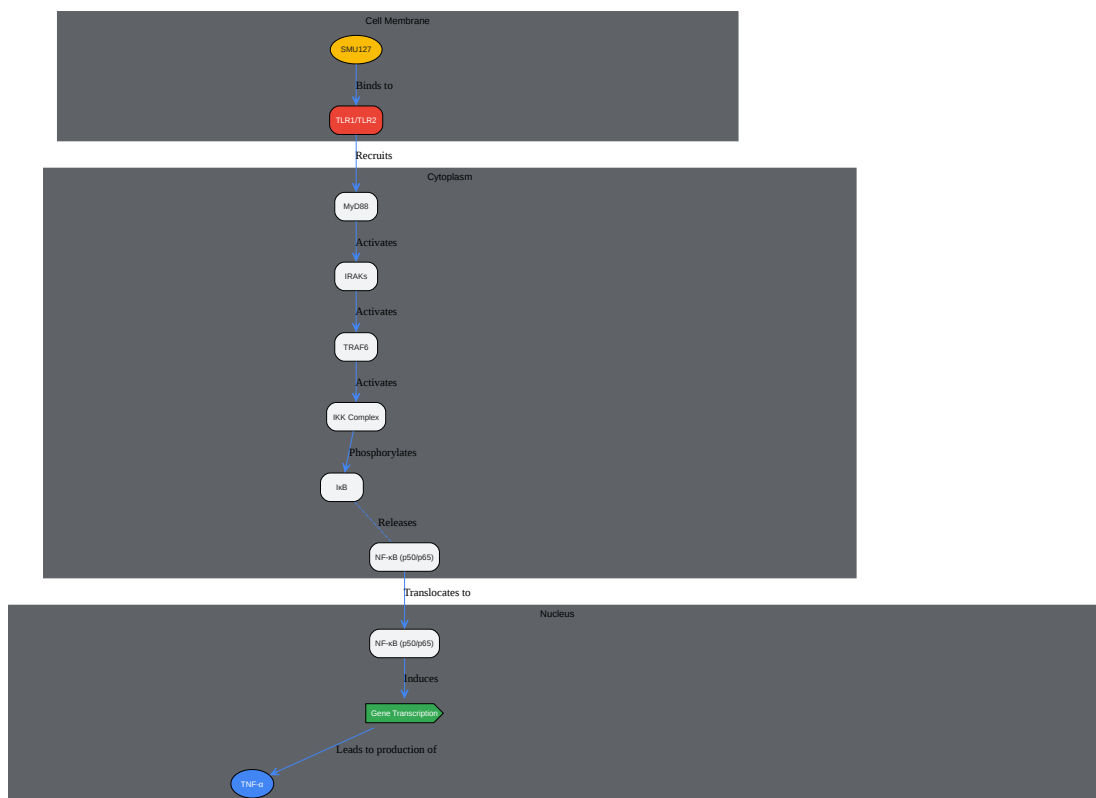 Cell Membrane
SMU127
Binds to
TLR1/TLR2
Recruits
Cytoplasm
MyD88
Activates
IRAKs
Activates
TRAF6
Activates
IKK Complex
Phosphorylates
IκB
Releases
NF-κB (p50/p65)
Translocates to
Nucleus
NF-κB (p50/p65)
Induces
Gene Transcription
Leads to production of
TNF-α